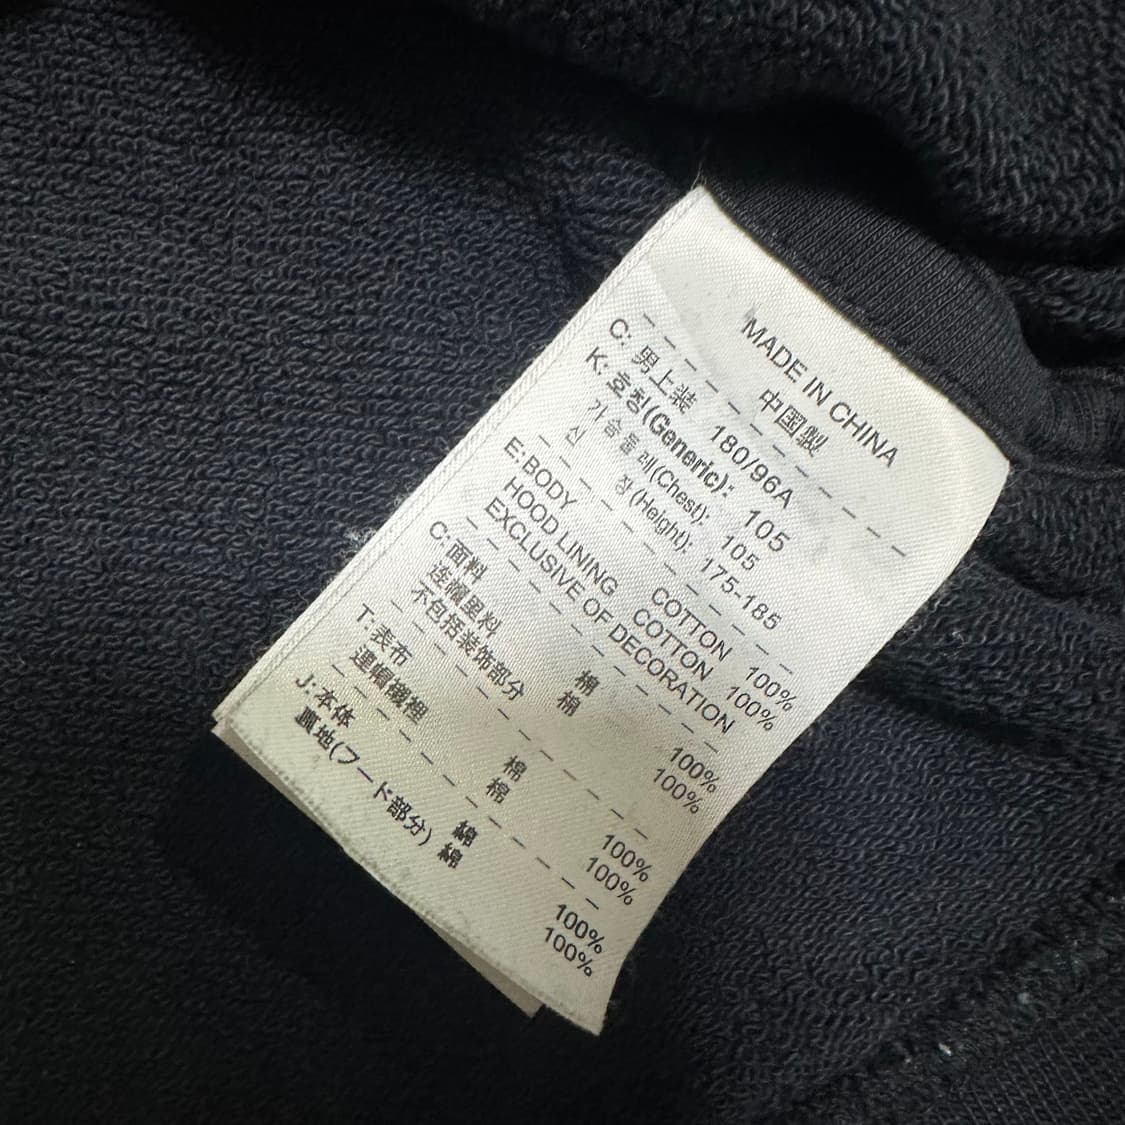 MADE IN CHINA
中国製
C: 男上装 180/96A
K: 호칭(Generic): 105
가슴둘레(Chest): 105
신 장(Height): 175-185
E:BODY COTTON 100%
HOOD LINING COTTON 100%
EXCLUSIVE OF DECORATION
C:面料 棉 100%
连帽里料 棉 100%
不包括装饰部分
T:表布 棉 100%
連帽襯裡 棉 100%
J:本体 綿 100%
裏地(フード部分) 綿 100%